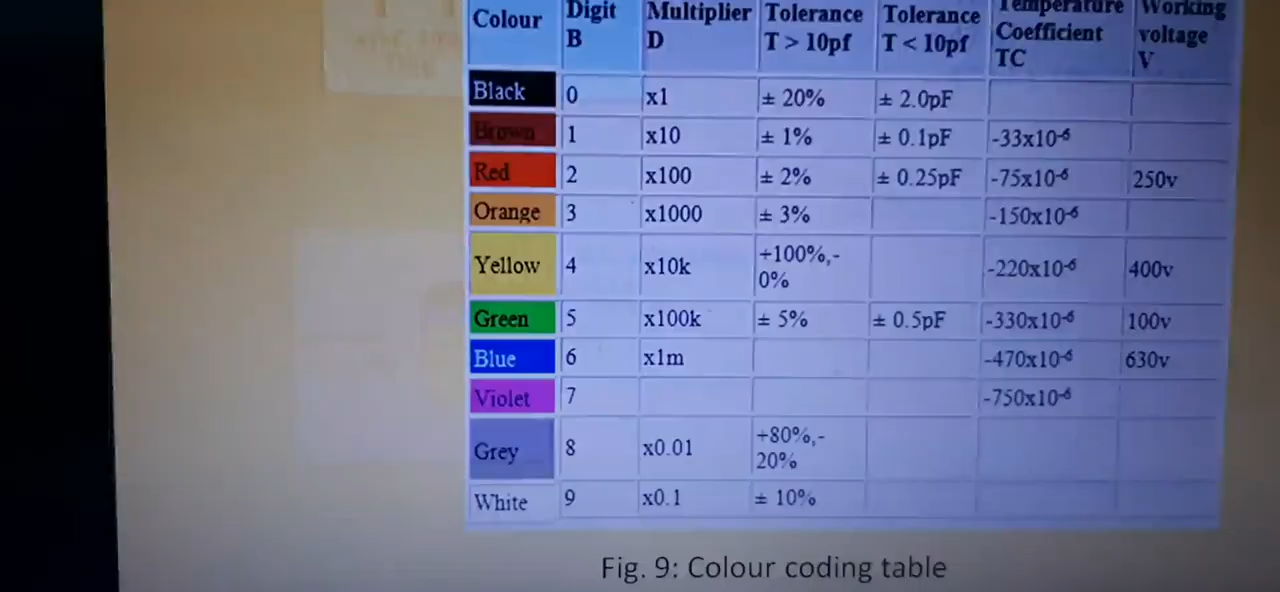 Colour Digit B Multiplier D Tolerance T > 10pf Tolerance T < 10pf Temperature Coefficient TC Working voltage V
Black 0 x1 ± 20% ± 2.0pF
Brown 1 x10 ± 1% ± 0.1pF -33x10-6
Red 2 x100 ± 2% ± 0.25pF -75x10-6 250v
Orange 3 x1000 ± 3% -150x10-6
Yellow 4 x10k +100%,-0% -220x10-6 400v
Green 5 x100k ± 5% ± 0.5pF -330x10-6 100v
Blue 6 x1m -470x10-6 630v
Violet 7 -750x10-6
Grey 8 x0.01 +80%,-20%
White 9 x0.1 ± 10%
Fig. 9: Colour coding table